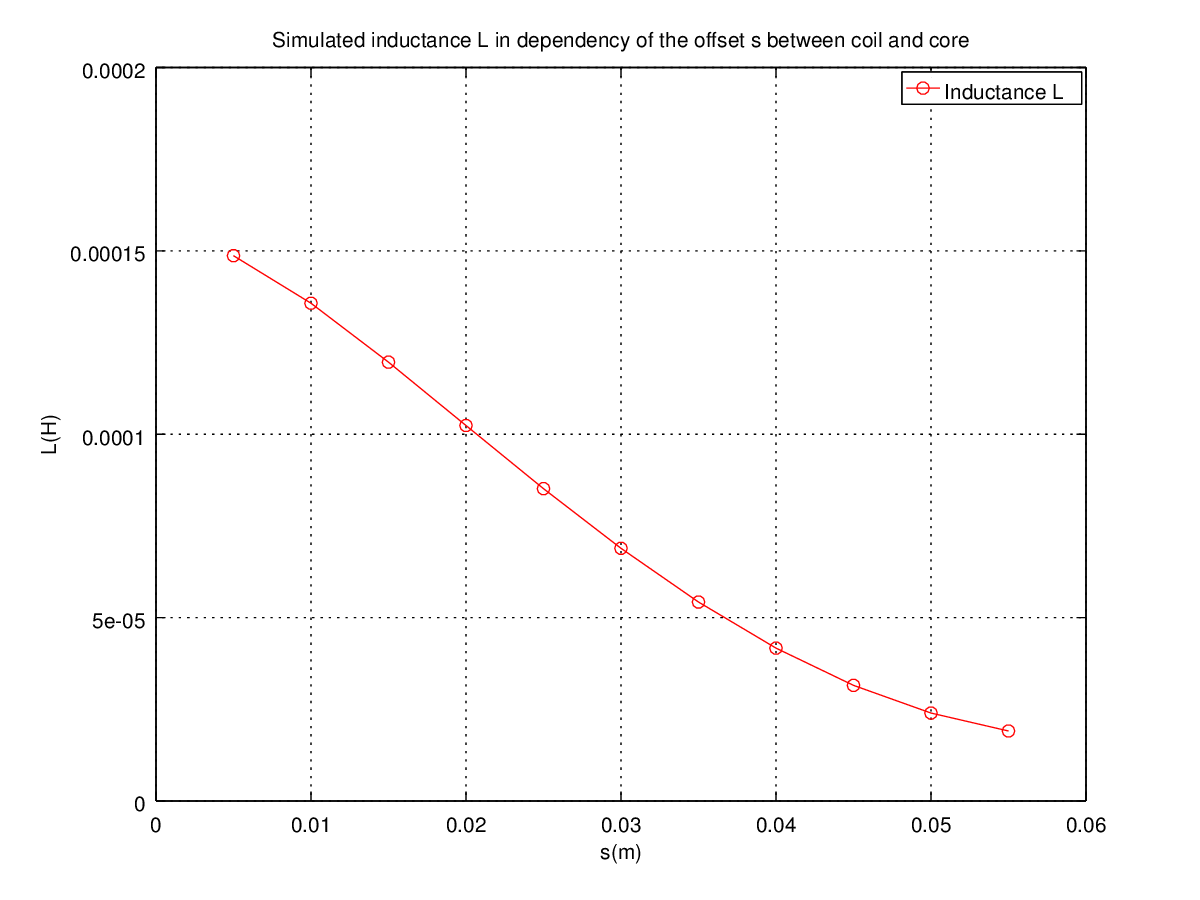 Simulated inductance L in dependency of the offset s between coil and core
0.0002
Inductance L
0.00015
L(H)
0.0001
5e-05
0
0
0.01
0.02
0.03
0.04
0.05
0.06
s(m)